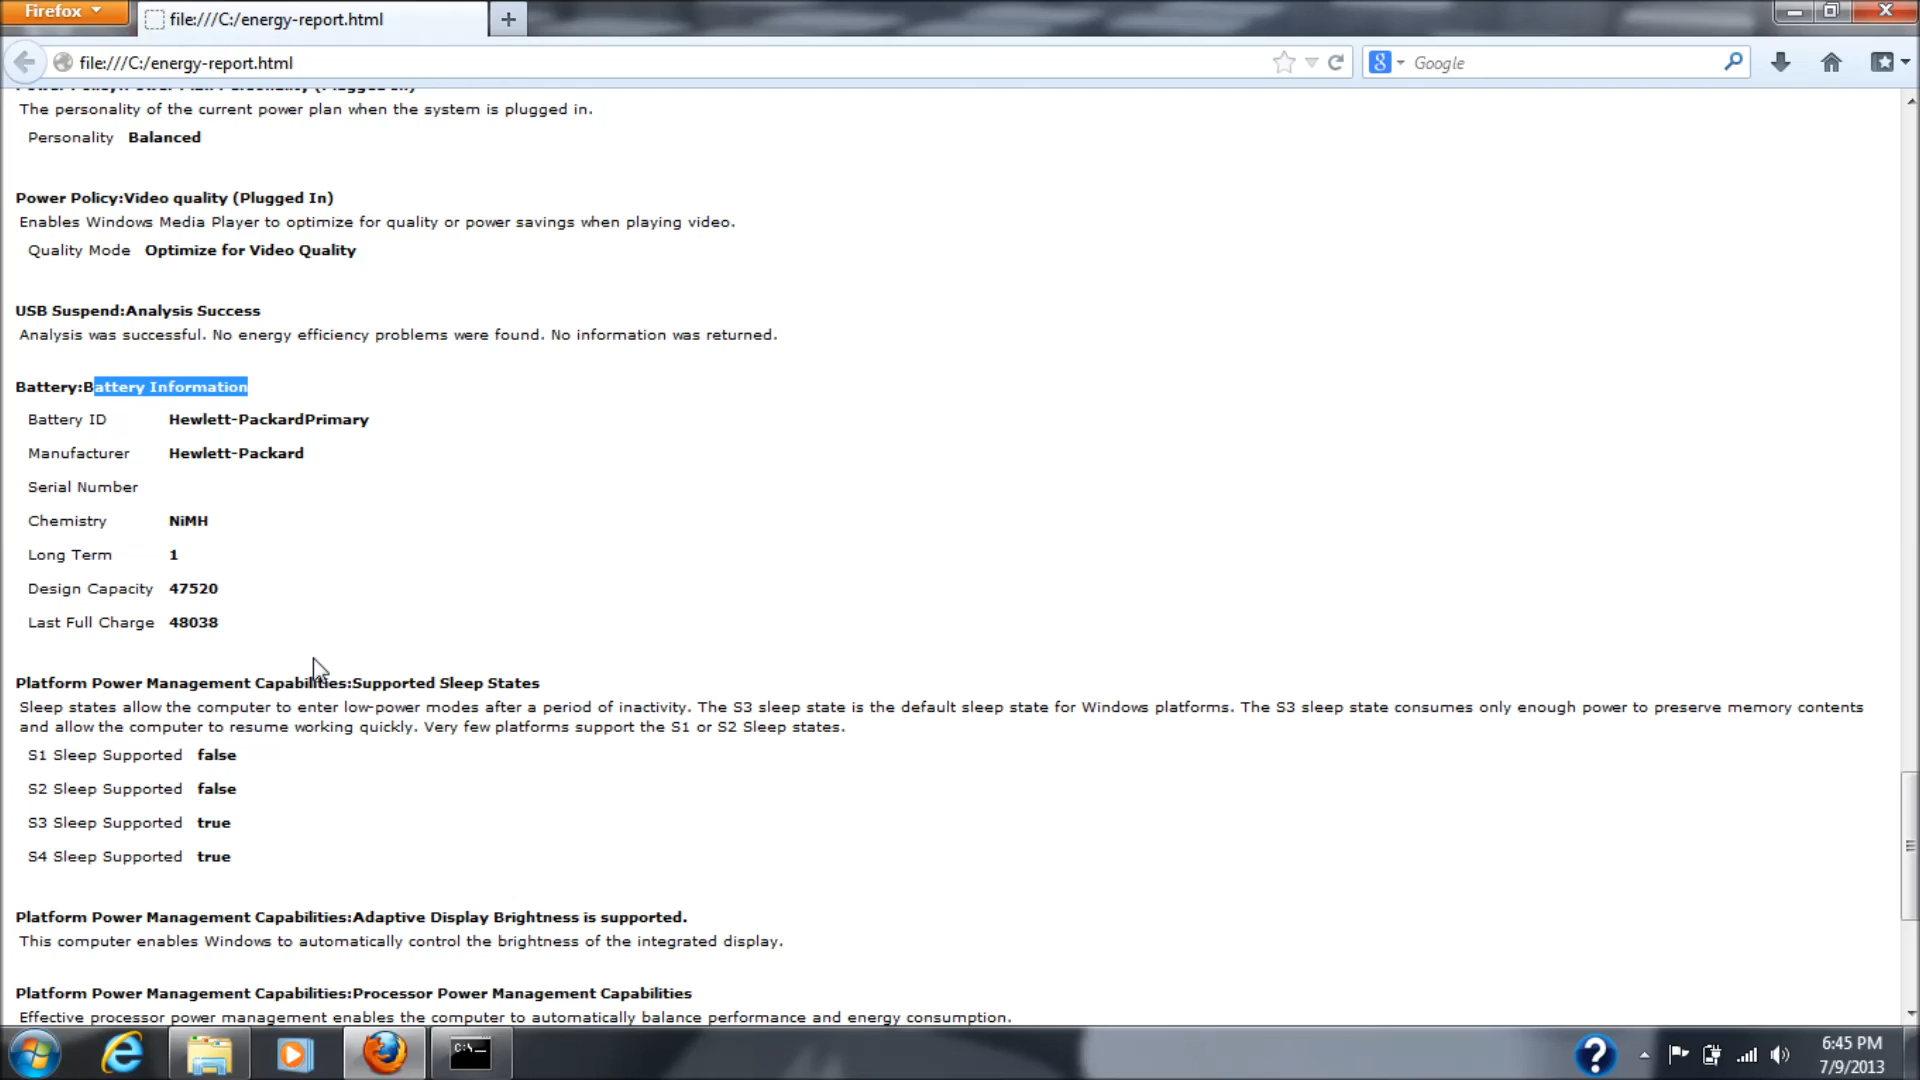 Firefox
file:///C:/energy-report.html
file:///C:/energy-report.html
Google
The personality of the current power plan when the system is plugged in.
Personality Balanced
Power Policy:Video quality (Plugged In)
Enables Windows Media Player to optimize for quality or power savings when playing video.
Quality Mode Optimize for Video Quality
USB Suspend:Analysis Success
Analysis was successful. No energy efficiency problems were found. No information was returned.
Battery:Battery Information
Battery ID Hewlett-PackardPrimary
Manufacturer Hewlett-Packard
Serial Number
Chemistry NiMH
Long Term 1
Design Capacity 47520
Last Full Charge 48038
Platform Power Management Capabilities:Supported Sleep States
Sleep states allow the computer to enter low-power modes after a period of inactivity. The S3 sleep state is the default sleep state for Windows platforms. The S3 sleep state consumes only enough power to preserve memory contents
and allow the computer to resume working quickly. Very few platforms support the S1 or S2 Sleep states.
S1 Sleep Supported false
S2 Sleep Supported false
S3 Sleep Supported true
S4 Sleep Supported true
Platform Power Management Capabilities:Adaptive Display Brightness is supported.
This computer enables Windows to automatically control the brightness of the integrated display.
Platform Power Management Capabilities:Processor Power Management Capabilities
Effective processor power management enables the computer to automatically balance performance and energy consumption.
6:45 PM
7/9/2013